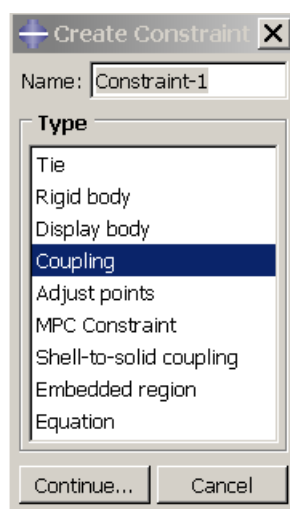 Create Constraint
Name: Constraint-1
Type
Tie
Rigid body
Display body
Coupling
Adjust points
MPC Constraint
Shell-to-solid coupling
Embedded region
Equation
Continue... Cancel